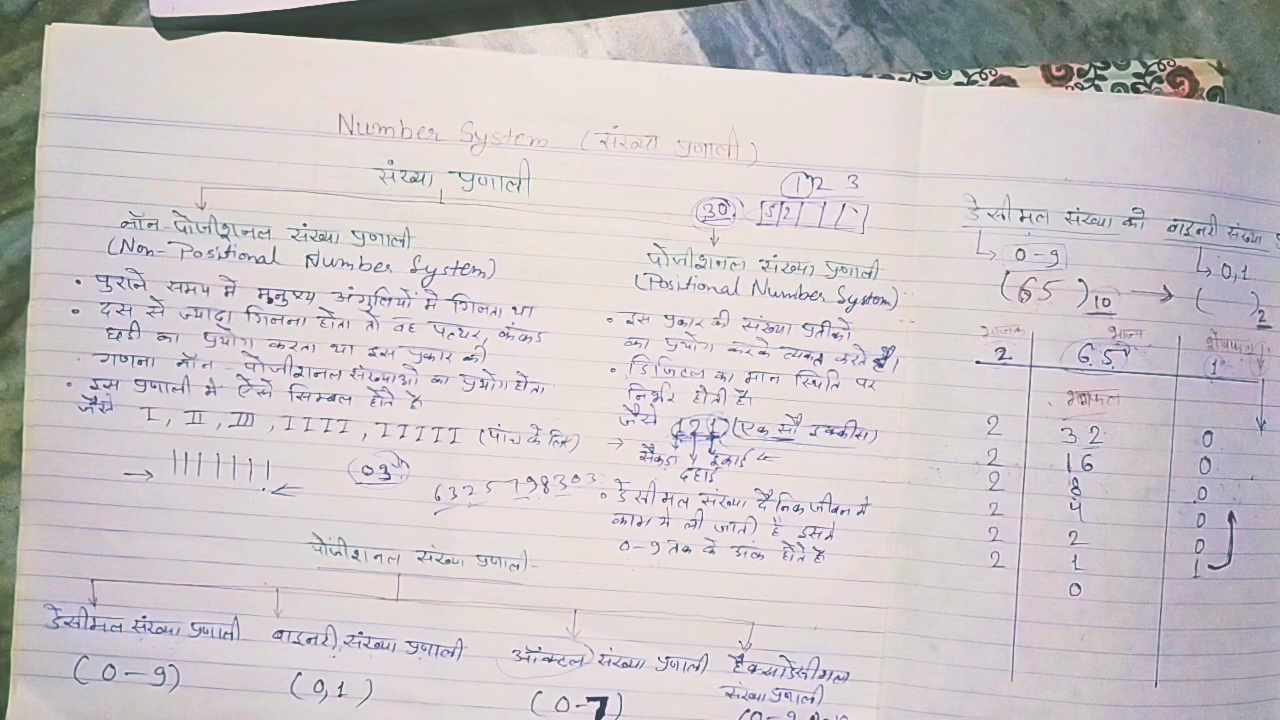 Number System (संख्या प्रणाली)
संख्या प्रणाली
नॉन-पोजीशनल संख्या प्रणाली
(Non-Positional Number System)
• पुराने समय में मनुष्य अंगुलियों में गिनता था
• दस से ज्यादा गिनना होता तो वह पत्थर, कंकड
छडी का प्रयोग करता था इस प्रकार की
गणना नॉन-पोजीशनल संख्याओं का प्रयोग होता
• इस प्रणाली में ऐसे सिम्बल होते है
जैसे I, II, III, IIII, IIIII (पांच के लिए)
→ ||||||||
03
6325798303
1 2 3
30
5 2
पोजीशनल संख्या प्रणाली
(Positional Number System)
• इस प्रकार की संख्या प्रतीको
का प्रयोग करके व्यक्त करते है।
• डिजिटल का मान स्थिति पर
निर्भर होती है।
जैसे 121 (एक सौ इक्कीस)
→ सैकडा इकाई
दहाई
• डेसीमल संख्या दैनिक जीवन मे
काम में ली जाती है इसमे
0-9 तक के अंक होते है
पोजीशनल संख्या प्रणाली-
डेसीमल संख्या प्रणाली
(0-9)
बाइनरी संख्या प्रणाली
(0,1)
ऑक्टल संख्या प्रणाली
(0-7)
हैक्साडेसीमल
संख्या प्रणाली
डेसीमल संख्या को बाइनरी संख्या
0-9
0,1
(65)10 → ( )2
भाजक भाज्य
2 65 1
भागफल
2 32 0
2 16 0
2 8 0
2 4 0
2 2 0
2 1 1
0